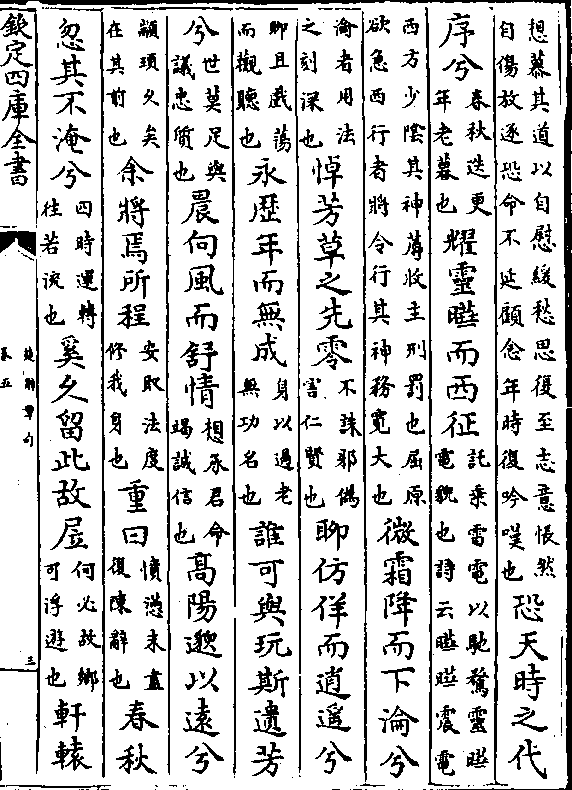 想慕其道以自慰緩愁思復至志意悵然
自傷放逐恐命不延顧念年時復吟嘆也
恐天時之代
序兮
春秋迭更
年老暮也
耀靈曄而西征
託乘雷電以馳騖靈曄
電貌也詩云曄曄震電
西方少陰其神蓐收主刑罰也屈原
欲急西行者將令行其神務寛大也
微霜降而下淪兮
淪者用法
之刻深也
悼芳草之先零
不誅邪偽
害仁賢也
聊仿佯而逍遥兮
聊且戲蕩
而觀聽也
永歴年而無成
身以過老
無功名也
誰可與玩斯遺芳
兮
世莫足與
議忠質也
晨向風而舒情
想承君命
竭誠信也
高陽邈以遠兮
顓頊久矣
在其前也
余將焉所程
安取法度
修我身也
重曰
憤懣未盡
復陳辭也
春秋
忽其不淹兮
四時運轉
往若流也
奚久留此故居
何必故鄉
可浮遊也
軒轅
欽定四庫全書
楚辭章句
卷五
三